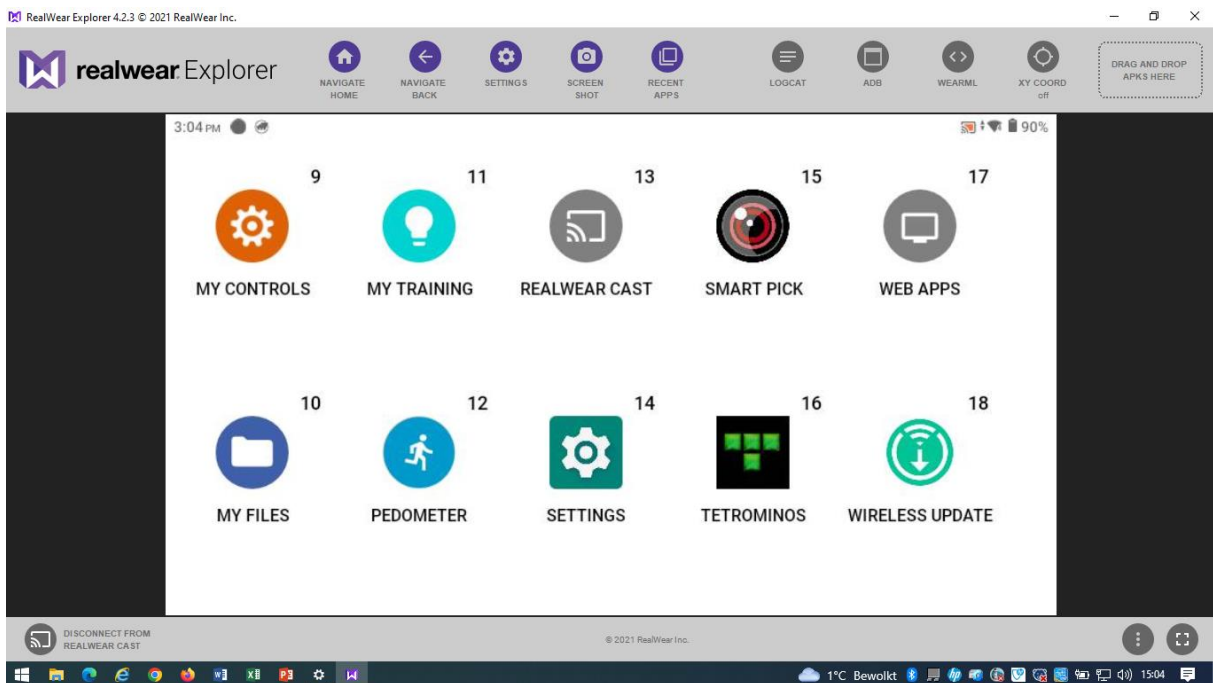 RealWear Explorer 4.2.3 © 2021 RealWear Inc.
realwear Explorer
NAVIGATE HOME
NAVIGATE BACK
SETTINGS
SCREEN SHOT
RECENT APPS
LOGCAT
ADB
WEARML
XY COORD off
DRAG AND DROP APKS HERE
3:04 PM
90%
9
11
13
15
17
MY CONTROLS
MY TRAINING
REALWEAR CAST
SMART PICK
WEB APPS
10
12
14
16
18
MY FILES
PEDOMETER
SETTINGS
TETROMINOS
WIRELESS UPDATE
DISCONNECT FROM
REALWEAR CAST
© 2021 RealWear Inc.
1°C Bewolkt
15:04